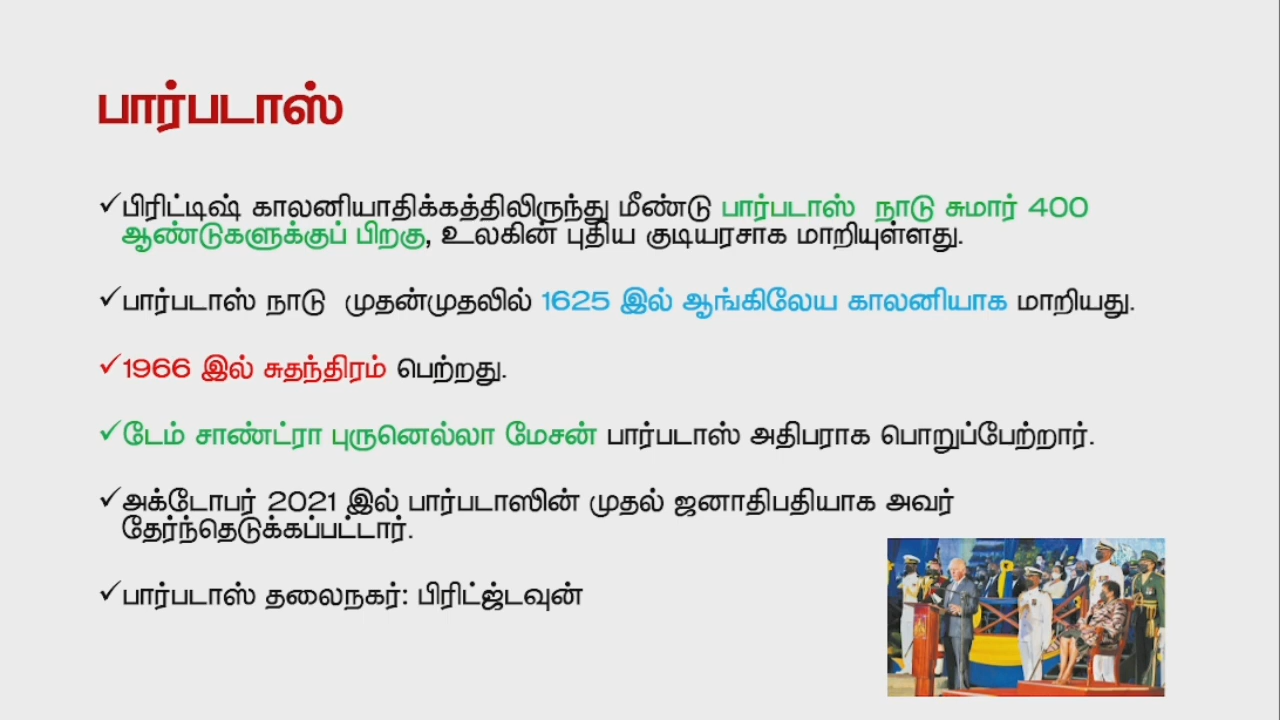 பார்படாஸ்
✓பிரிட்டிஷ் காலனியாதிக்கத்திலிருந்து மீண்டு பார்படாஸ் நாடு சுமார் 400
ஆண்டுகளுக்குப் பிறகு, உலகின் புதிய குடியரசாக மாறியுள்ளது.
✓பார்படாஸ் நாடு முதன்முதலில் 1625 இல் ஆங்கிலேய காலனியாக மாறியது.
✓1966 இல் சுதந்திரம் பெற்றது.
✓டேம் சாண்ட்ரா புருனெல்லா மேசன் பார்படாஸ் அதிபராக பொறுப்பேற்றார்.
✓அக்டோபர் 2021 இல் பார்படாஸின் முதல் ஜனாதிபதியாக அவர்
தேர்ந்தெடுக்கப்பட்டார்.
✓பார்படாஸ் தலைநகர்: பிரிட்ஜ்டவுன்